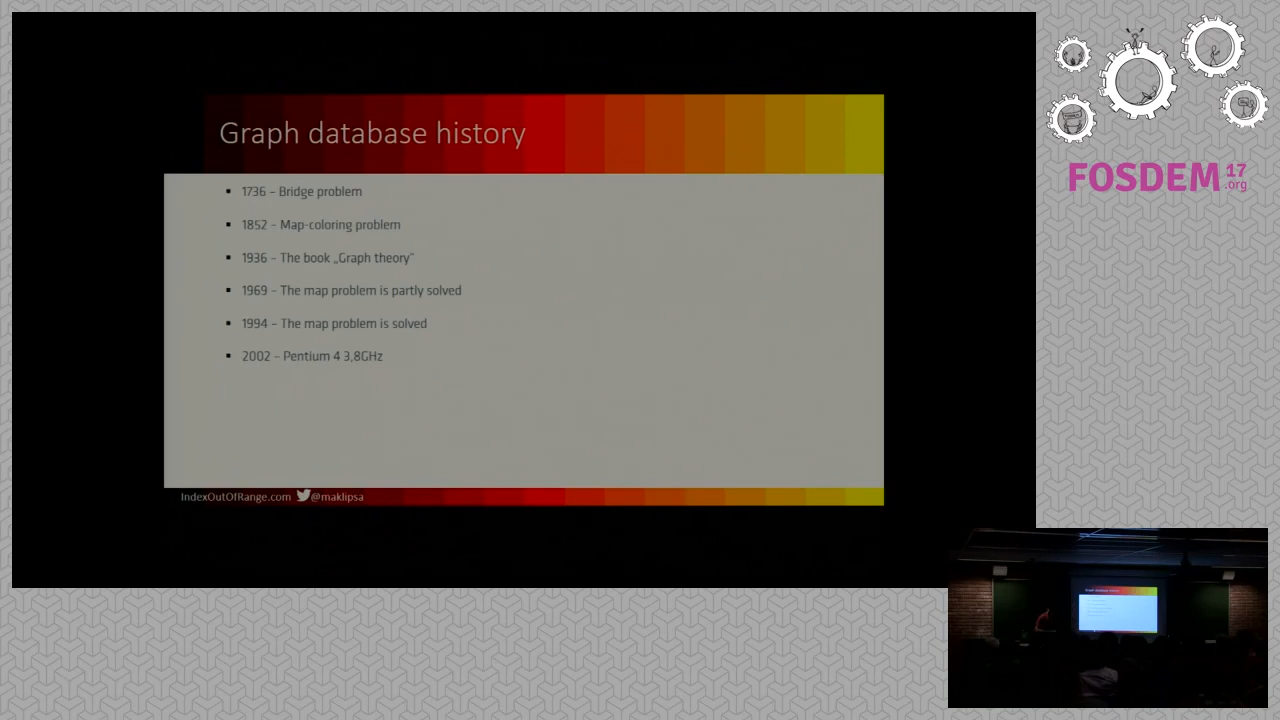 Graph database history
▪ 1736 – Bridge problem
▪ 1852 – Map-coloring problem
▪ 1936 – The book „Graph theory”
▪ 1969 – The map problem is partly solved
▪ 1994 – The map problem is solved
▪ 2002 – Pentium 4 3,8GHz
IndexOutOfRange.com @maklipsa
FOSDEM 17 .org